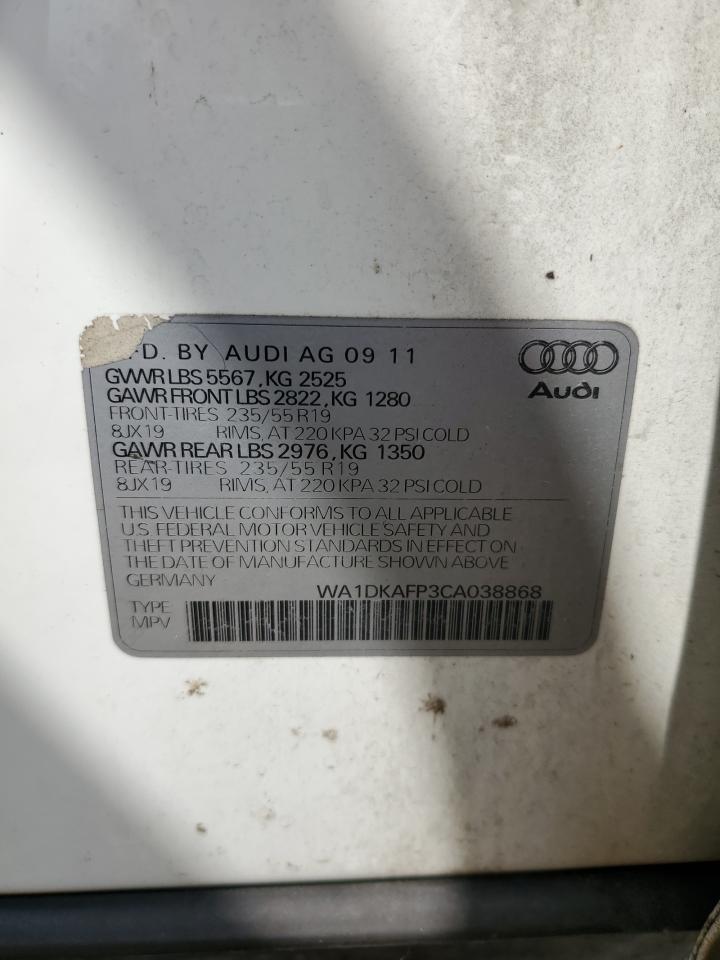 D. BY AUDI AG 09 11
GVWR LBS 5567, KG 2525
GAWR FRONT LBS 2822, KG 1280
FRONT-TIRES 235/55 R19
8JX19 RIMS, AT 220 KPA 32 PSI COLD
GAWR REAR LBS 2976, KG 1350
REAR-TIRES 235/55 R19
8JX19 RIMS, AT 220 KPA 32 PSI COLD
Audi
THIS VEHICLE CONFORMS TO ALL APPLICABLE
U.S. FEDERAL MOTOR VEHICLE SAFETY AND
THEFT PREVENTION STANDARDS IN EFFECT ON
THE DATE OF MANUFACTURE SHOWN ABOVE
GERMANY WA1DKAFP3CA038868
TYPE
MPV